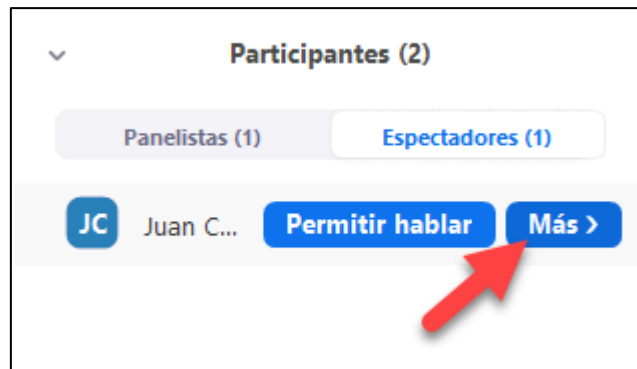 Participantes (2)
Panelistas (1) Espectadores (1)
JC Juan C... Permitir hablar Más >